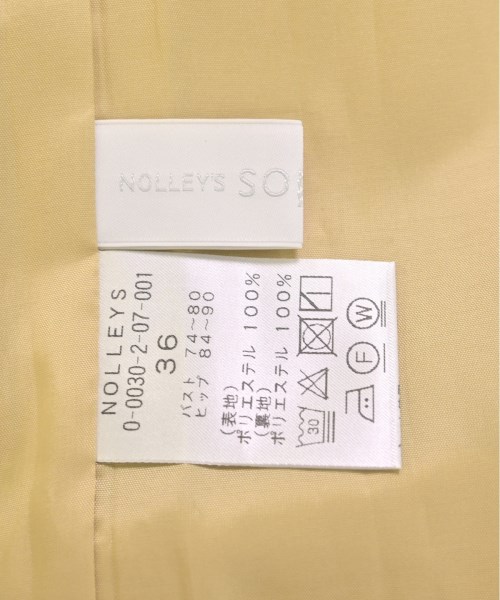 NOLLEY'S SO
NOLLEYS
0-0030-2-07-001
36
バスト 74～80
ヒップ 84～90
(表地)
ポリエステル 100%
(裏地)
ポリエステル 100%
30
F W